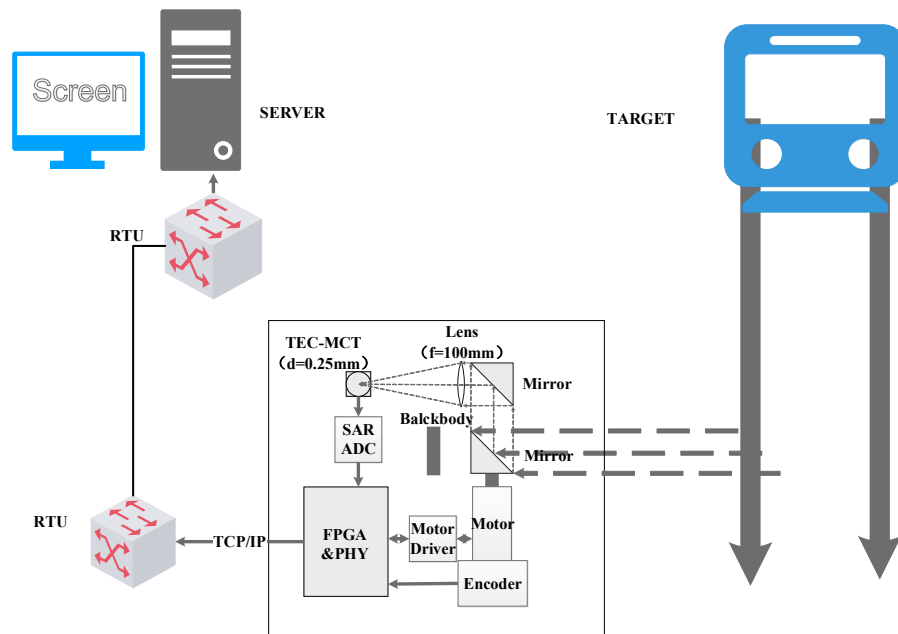 Screen
SERVER
TARGET
RTU
TEC-MCT
（d=0.25mm）
Lens
（f=100mm）
Mirror
Balckbody
SAR
ADC
Mirror
RTU
TCP/IP
FPGA
&PHY
Motor
Driver
Motor
Encoder